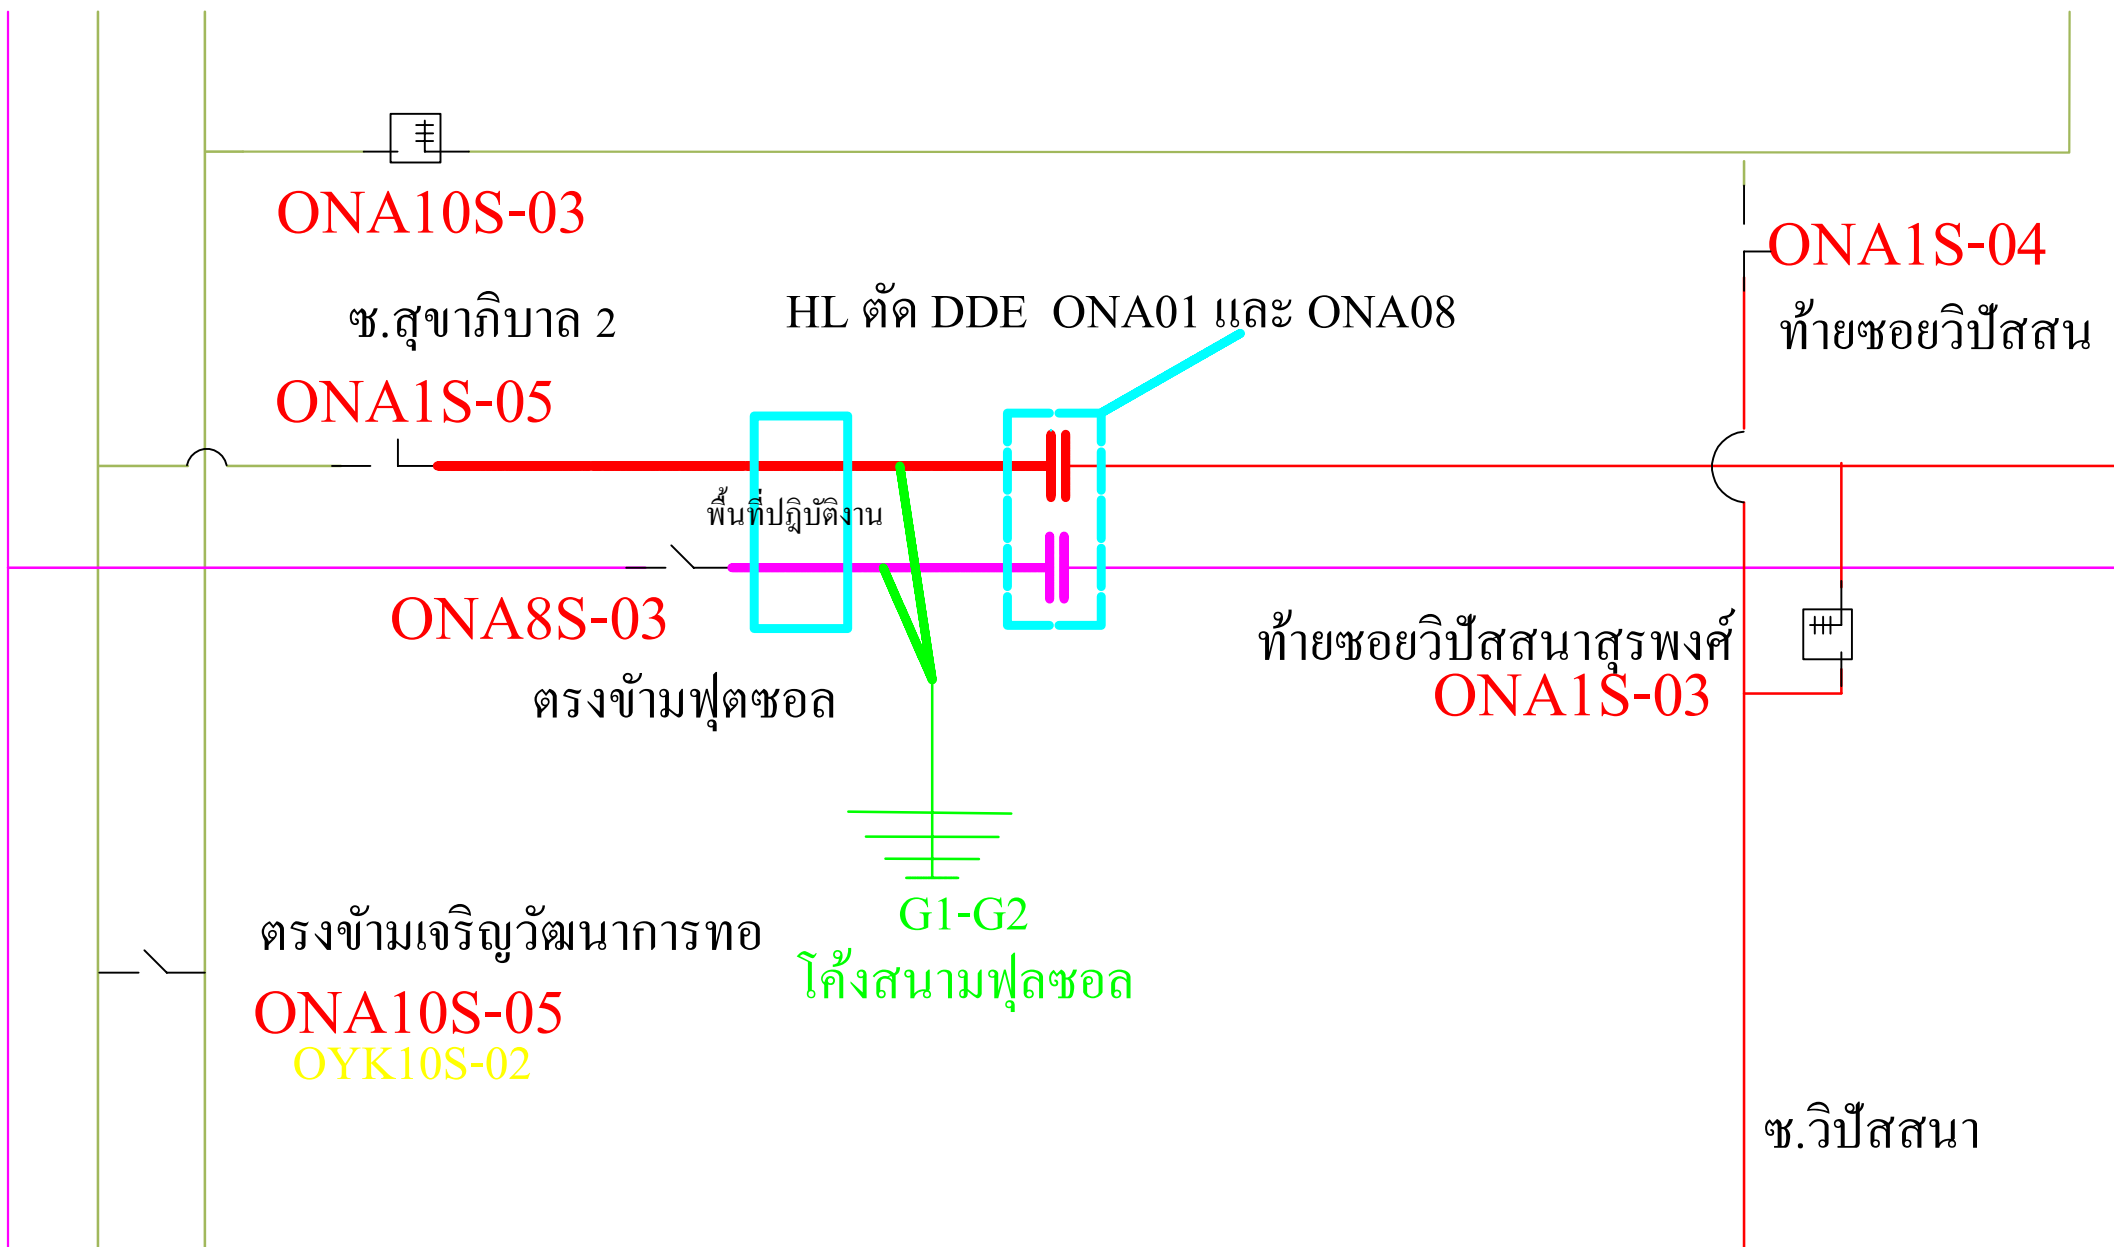 ONA10S-03
ONA1S-04
ซ.สุขาภิบาล 2
HL ตัด DDE ONA01 และ ONA08
ท้ายซอยวิปัสสน
ONA1S-05
พื้นที่ปฎิบัติงาน
ONA8S-03
ท้ายซอยวิปัสสนาสุรพงศ์
ตรงข้ามฟุตซอล
ONA1S-03
G1-G2
ตรงข้ามเจริญวัฒนาการทอ
โค้งสนามฟุลซอล
ONA10S-05
OYK10S-02
ซ.วิปัสสนา